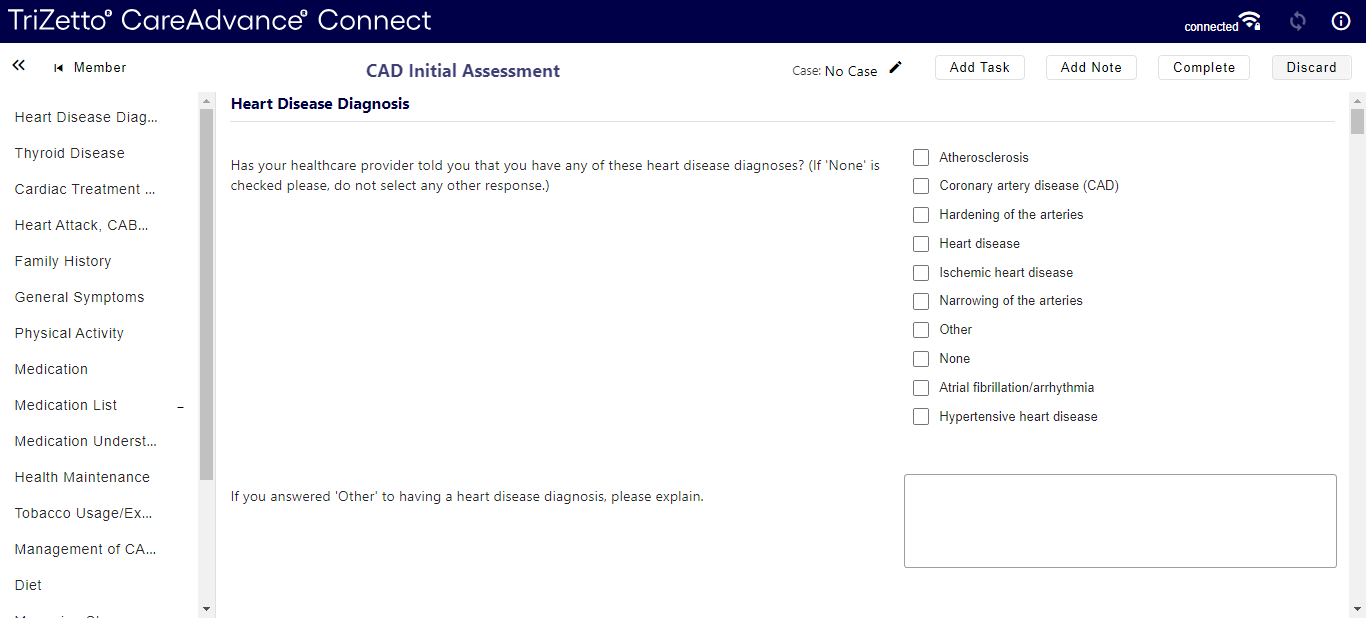 TriZetto® CareAdvance® Connect
connected
Member
CAD Initial Assessment
Case: No Case
Add Task
Add Note
Complete
Discard
Heart Disease Diag...
Thyroid Disease
Cardiac Treatment ...
Heart Attack, CAB...
Family History
General Symptoms
Physical Activity
Medication
Medication List
Medication Underst...
Health Maintenance
Tobacco Usage/Ex...
Management of CA...
Diet
Heart Disease Diagnosis
Has your healthcare provider told you that you have any of these heart disease diagnoses? (If 'None' is
checked please, do not select any other response.)
Atherosclerosis
Coronary artery disease (CAD)
Hardening of the arteries
Heart disease
Ischemic heart disease
Narrowing of the arteries
Other
None
Atrial fibrillation/arrhythmia
Hypertensive heart disease
If you answered 'Other' to having a heart disease diagnosis, please explain.